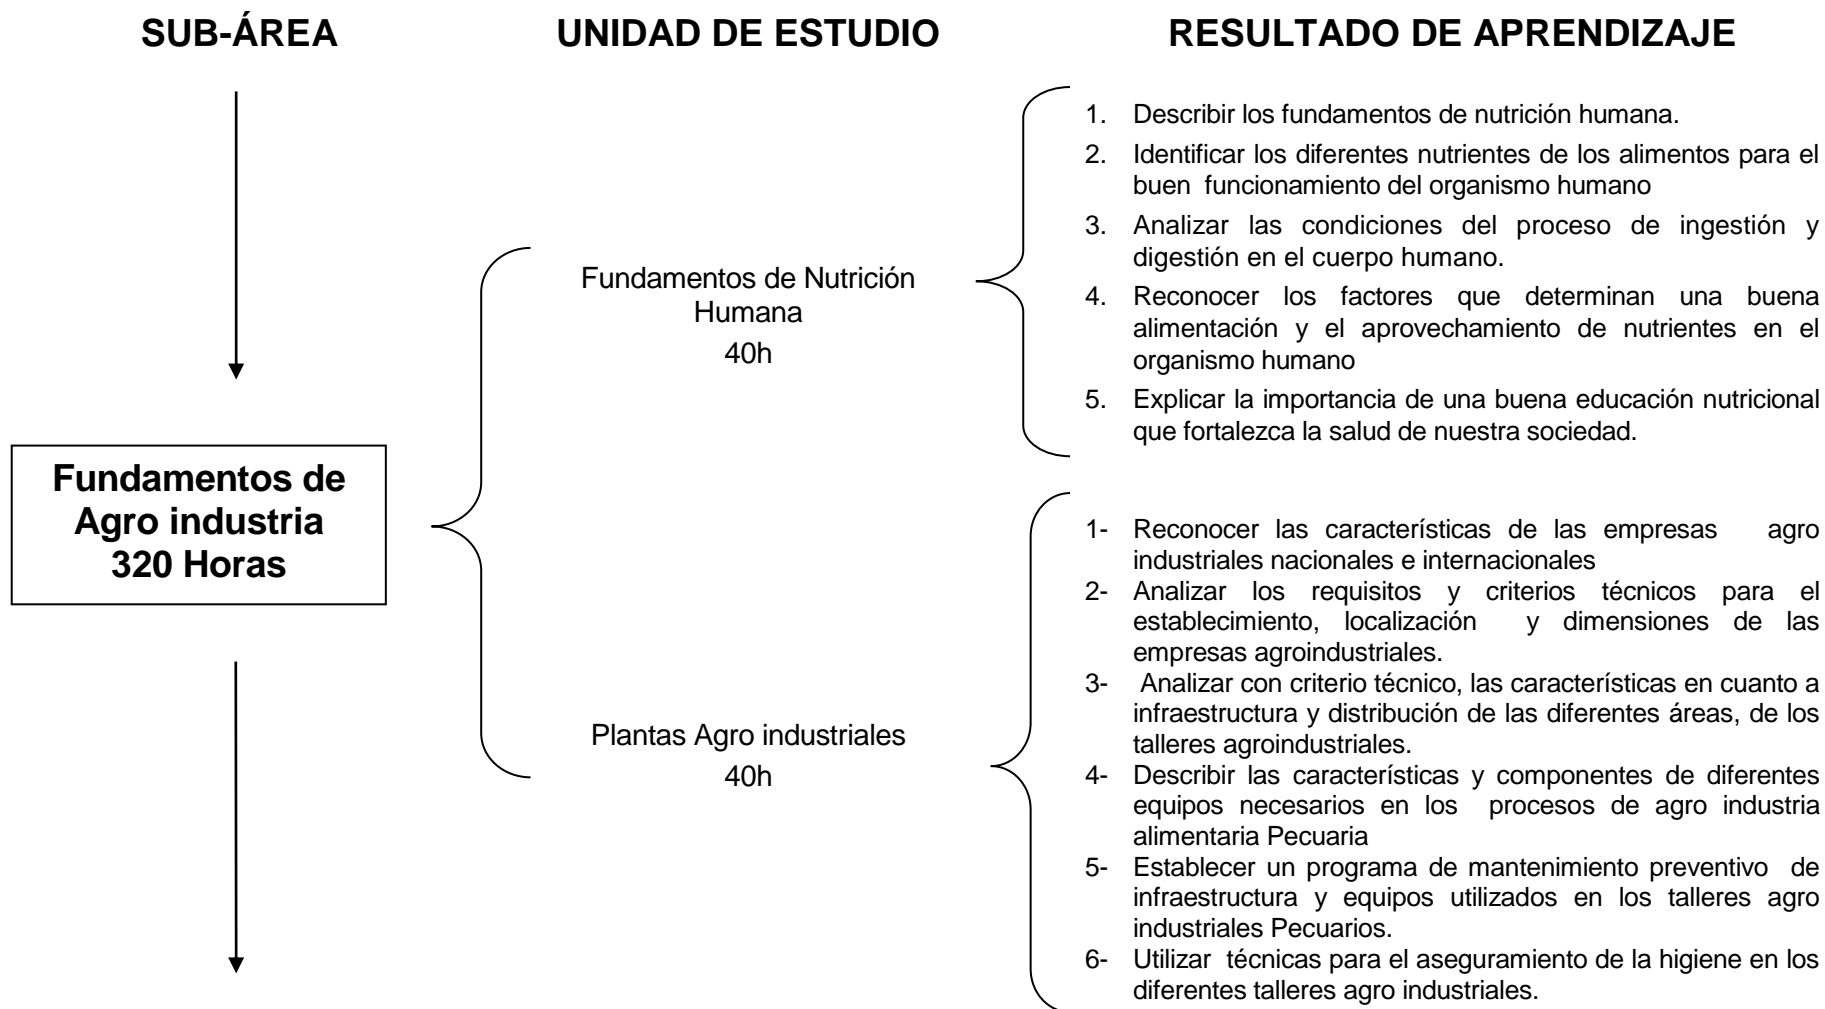 SUB-ÁREA
UNIDAD DE ESTUDIO
RESULTADO DE APRENDIZAJE
Fundamentos de
Agro industria
320 Horas
Fundamentos de Nutrición
Humana
40h
1. Describir los fundamentos de nutrición humana.
2. Identificar los diferentes nutrientes de los alimentos para el
buen funcionamiento del organismo humano
3. Analizar las condiciones del proceso de ingestión y
digestión en el cuerpo humano.
4. Reconocer los factores que determinan una buena
alimentación y el aprovechamiento de nutrientes en el
organismo humano
5. Explicar la importancia de una buena educación nutricional
que fortalezca la salud de nuestra sociedad.
Plantas Agro industriales
40h
1- Reconocer las características de las empresas agro
industriales nacionales e internacionales
2- Analizar los requisitos y criterios técnicos para el
establecimiento, localización y dimensiones de las
empresas agroindustriales.
3- Analizar con criterio técnico, las características en cuanto a
infraestructura y distribución de las diferentes áreas, de los
talleres agroindustriales.
4- Describir las características y componentes de diferentes
equipos necesarios en los procesos de agro industria
alimentaria Pecuaria
5- Establecer un programa de mantenimiento preventivo de
infraestructura y equipos utilizados en los talleres agro
industriales Pecuarios.
6- Utilizar técnicas para el aseguramiento de la higiene en los
diferentes talleres agro industriales.